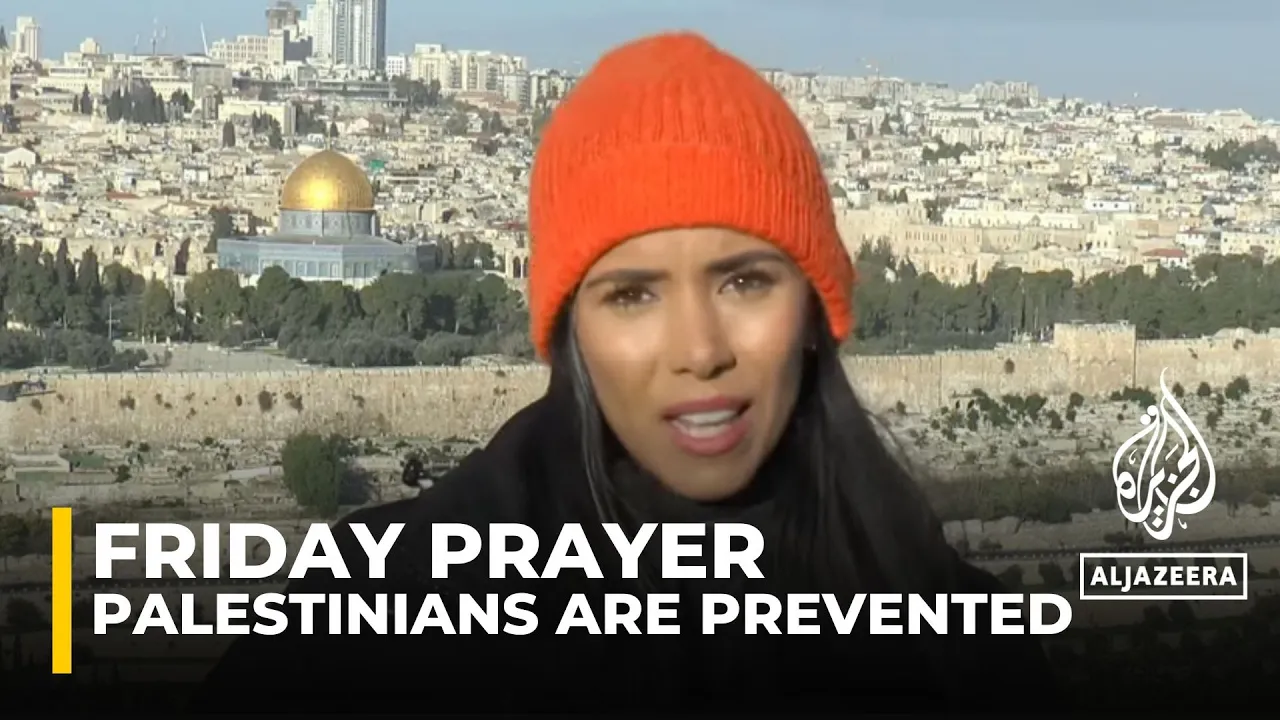 FRIDAY PRAYER
PALESTINIANS ARE PREVENTED
الجزيرة
ALJAZEERA